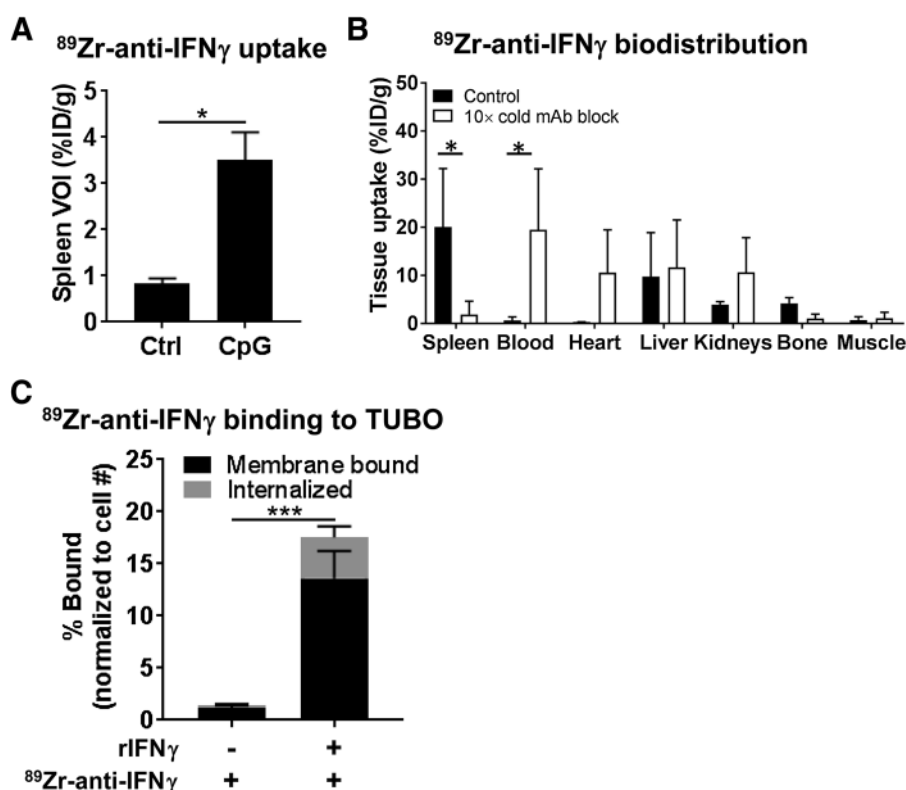 A
⁸⁹Zr-anti-IFNγ uptake
Spleen VOI (%ID/g)
5
4
3
2
1
0
*
Ctrl CpG
B
⁸⁹Zr-anti-IFNγ biodistribution
Tissue uptake (%ID/g)
50
40
30
20
10
0
Control
10× cold mAb block
* *
Spleen Blood Heart Liver Kidneys Bone Muscle
C
⁸⁹Zr-anti-IFNγ binding to TUBO
% Bound
(normalized to cell #)
25
20
15
10
5
0
Membrane bound
Internalized
***
rIFNγ - +
⁸⁹Zr-anti-IFNγ + +